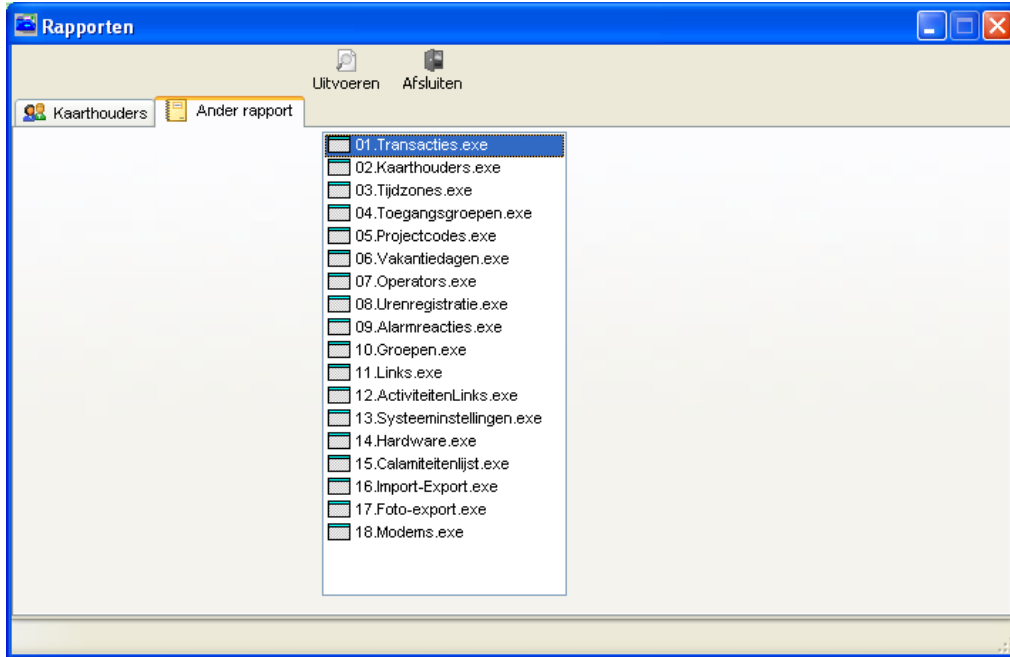 Rapporten
Uitvoeren Afsluiten
Kaarthouders Ander rapport
01.Transacties.exe
02.Kaarthouders.exe
03.Tijdzones.exe
04.Toegangsgroepen.exe
05.Projectcodes.exe
06.Vakantiedagen.exe
07.Operators.exe
08.Urenregistratie.exe
09.Alarmreacties.exe
10.Groepen.exe
11.Links.exe
12.ActiviteitenLinks.exe
13.Systeeminstellingen.exe
14.Hardware.exe
15.Calamiteitenlijst.exe
16.Import-Export.exe
17.Foto-export.exe
18.Modems.exe